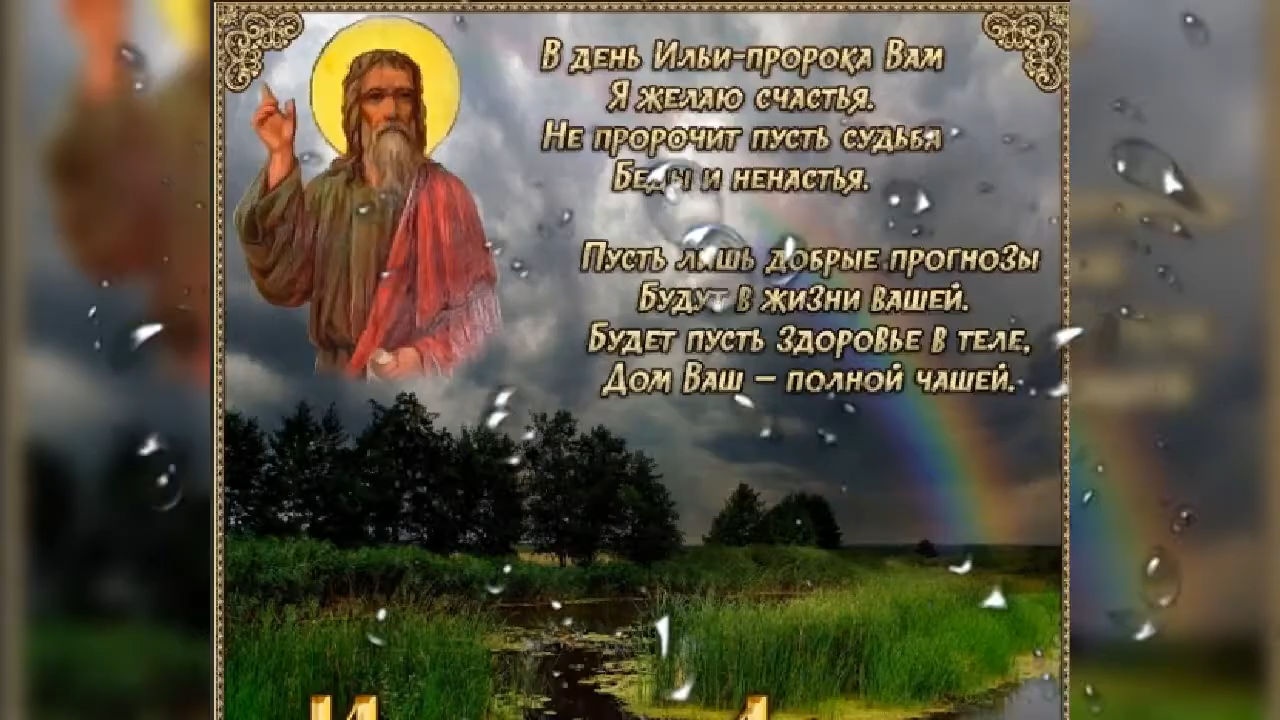 В день Ильи-пророка Вам
Я желаю счастья.
Не пророчит пусть судьба
Беды и ненастья.
Пусть лишь добрые прогнозы
Будут в жизни вашей.
Будет пусть здоровье в теле,
Дом Ваш – полной чашей.